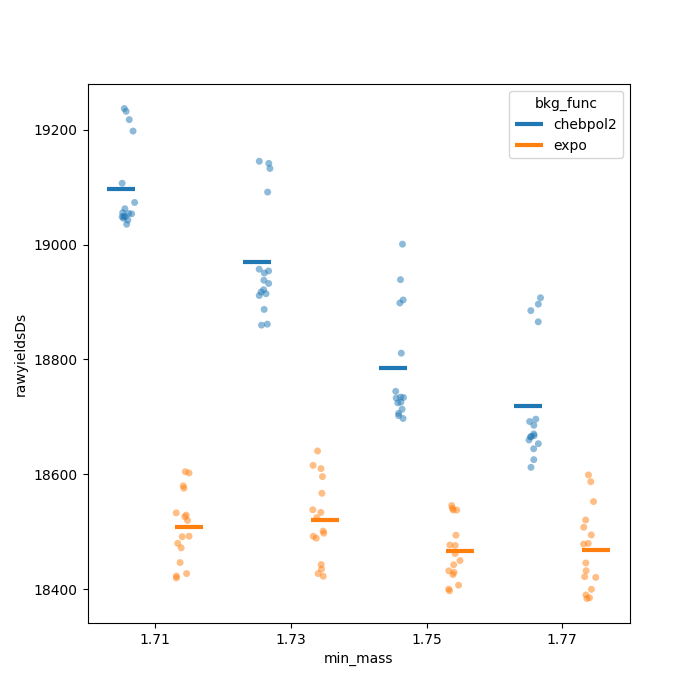 bkg_func
chebpol2
expo
19200
19000
18800
18600
18400
rawyieldsDs
1.71 1.73 1.75 1.77
min_mass